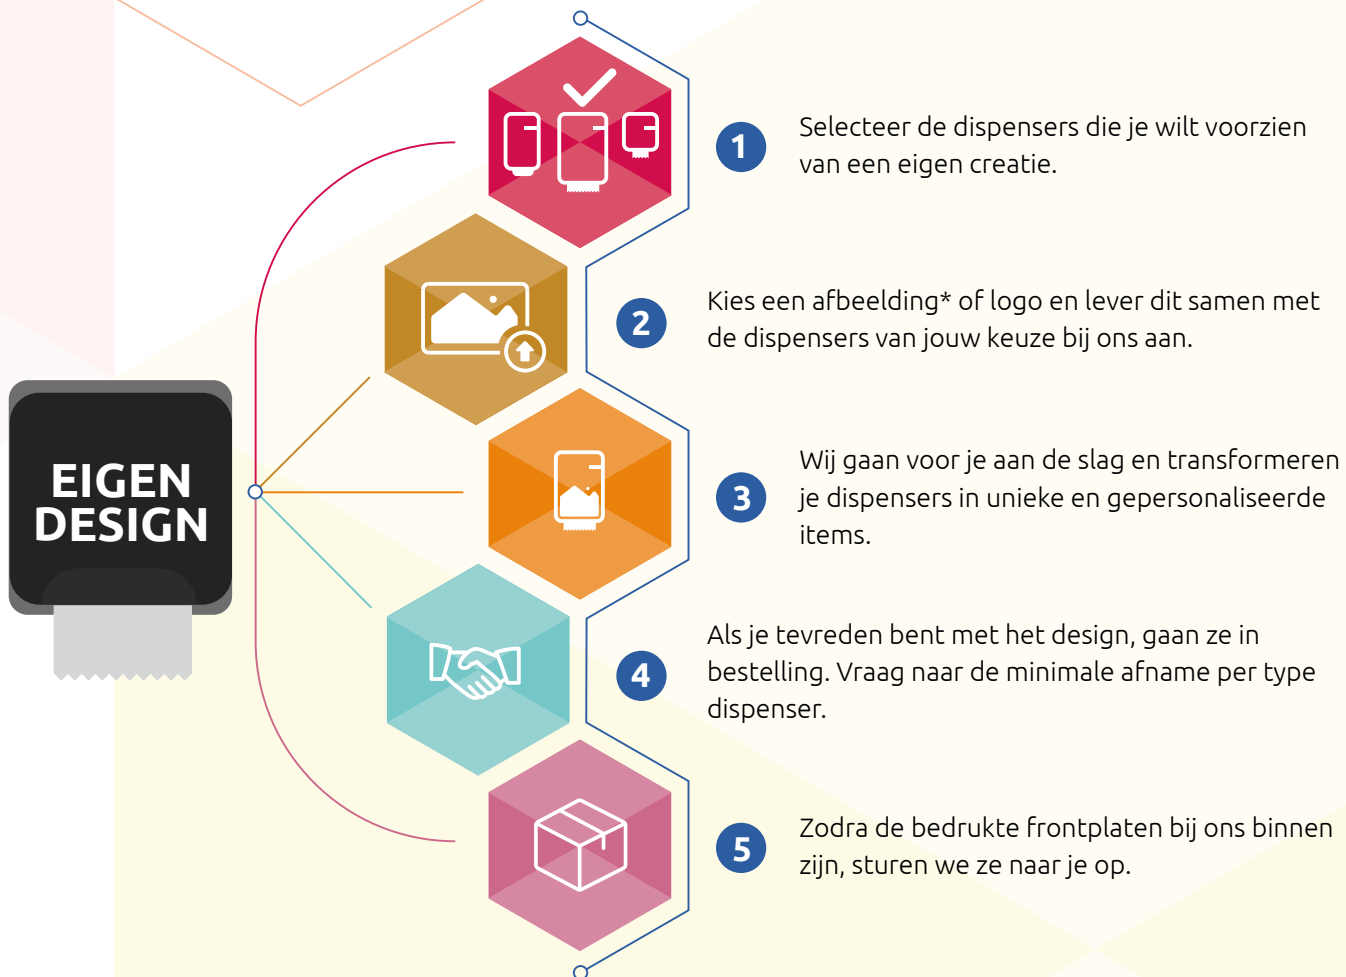 EIGEN
DESIGN
1
Selecteer de dispensers die je wilt voorzien
van een eigen creatie.
2
Kies een afbeelding* of logo en lever dit samen met
de dispensers van jouw keuze bij ons aan.
3
Wij gaan voor je aan de slag en transformeren
je dispensers in unieke en gepersonaliseerde
items.
4
Als je tevreden bent met het design, gaan ze in
bestelling. Vraag naar de minimale afname per type
dispenser.
5
Zodra de bedrukte frontplaten bij ons binnen
zijn, sturen we ze naar je op.